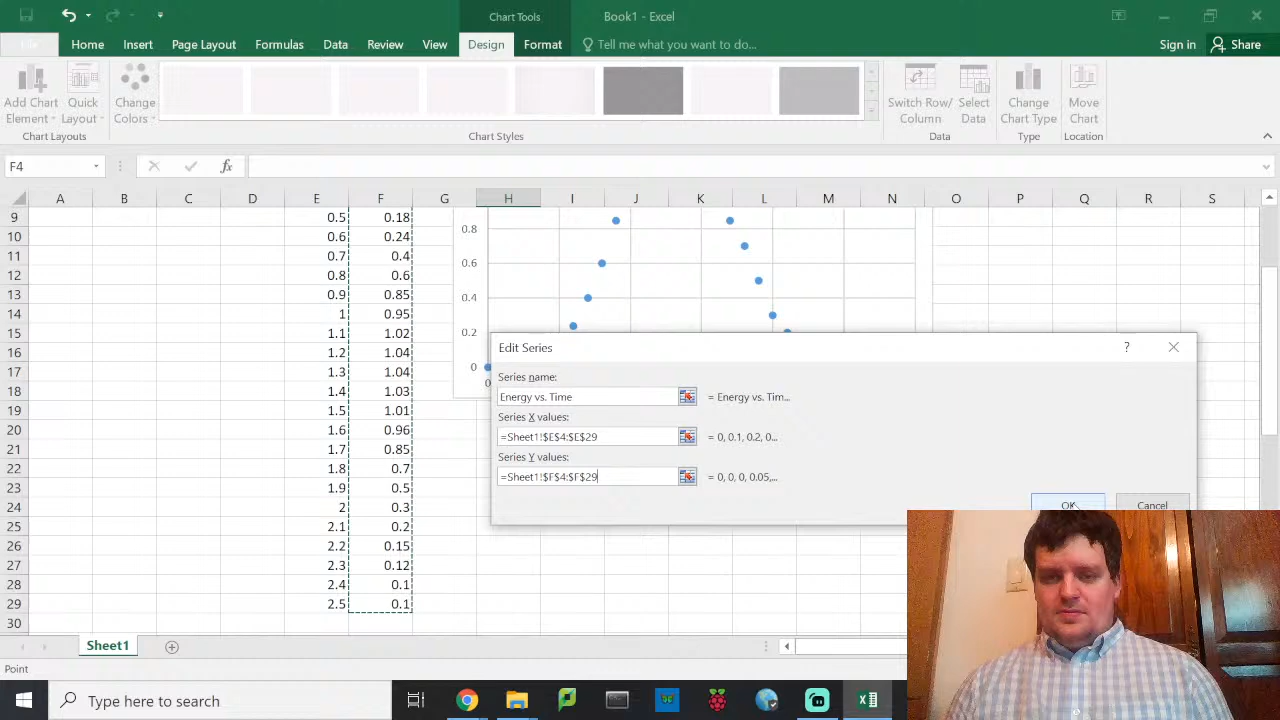 Chart Tools
Book1 - Excel
File Home Insert Page Layout Formulas Data Review View Design Format Tell me what you want to do... Sign in Share
Add Chart Element Quick Layout Change Colors Switch Row/ Column Select Data Change Chart Type Move Chart
Chart Layouts Chart Styles Data Type Location
F4 fx
A B C D E F G H I J K L M N O P Q R S
9 0.5 0.18
10 0.6 0.24
11 0.7 0.4
12 0.8 0.6
13 0.9 0.85
14 1 0.95
15 1.1 1.02
16 1.2 1.04
17 1.3 1.04
18 1.4 1.03
19 1.5 1.01
20 1.6 0.96
21 1.7 0.85
22 1.8 0.7
23 1.9 0.5
24 2 0.3
25 2.1 0.2
26 2.2 0.15
27 2.3 0.12
28 2.4 0.1
29 2.5 0.1
30
0.8
0.6
0.4
0.2
0
0
Edit Series ?
Series name:
Energy vs. Time = Energy vs. Tim...
Series X values:
=Sheet1!$E$4:$E$29 = 0, 0.1, 0.2, 0...
Series Y values:
=Sheet1!$F$4:$F$29 = 0, 0, 0, 0.05,...
OK Cancel
Sheet1
Point
Type here to search